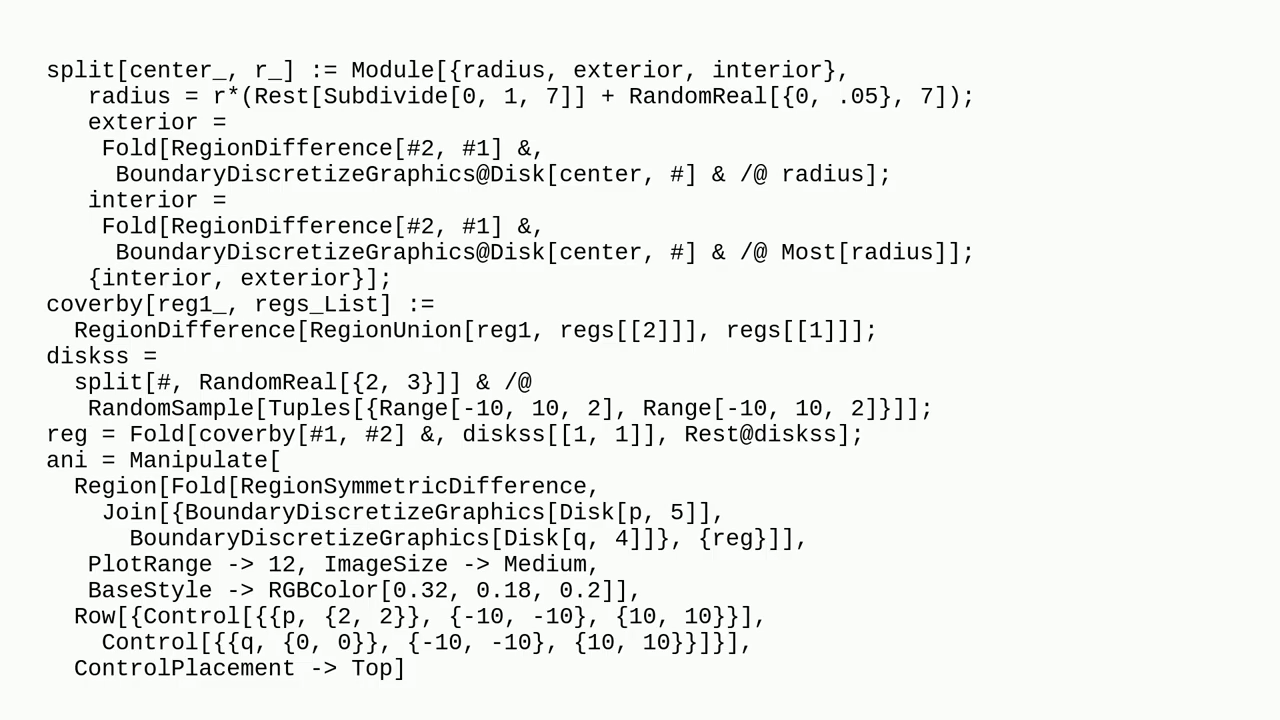 split[center_, r_] := Module[{radius, exterior, interior},
radius = r*(Rest[Subdivide[0, 1, 7]] + RandomReal[{0, .05}, 7]);
exterior =
Fold[RegionDifference[#2, #1] &,
BoundaryDiscretizeGraphics@Disk[center, #] & /@ radius];
interior =
Fold[RegionDifference[#2, #1] &,
BoundaryDiscretizeGraphics@Disk[center, #] & /@ Most[radius]];
{interior, exterior}];
coverby[reg1_, regs_List] :=
RegionDifference[RegionUnion[reg1, regs[[2]]], regs[[1]]];
diskss =
split[#, RandomReal[{2, 3}]] & /@
RandomSample[Tuples[{Range[-10, 10, 2], Range[-10, 10, 2]}]];
reg = Fold[coverby[#1, #2] &, diskss[[1, 1]], Rest@diskss];
ani = Manipulate[
Region[Fold[RegionSymmetricDifference,
Join[{BoundaryDiscretizeGraphics[Disk[p, 5]],
BoundaryDiscretizeGraphics[Disk[q, 4]]}, {reg}]],
PlotRange -> 12, ImageSize -> Medium,
BaseStyle -> RGBColor[0.32, 0.18, 0.2]],
Row[{Control[{{p, {2, 2}}, {-10, -10}, {10, 10}}],
Control[{{q, {0, 0}}, {-10, -10}, {10, 10}}]}],
ControlPlacement -> Top]